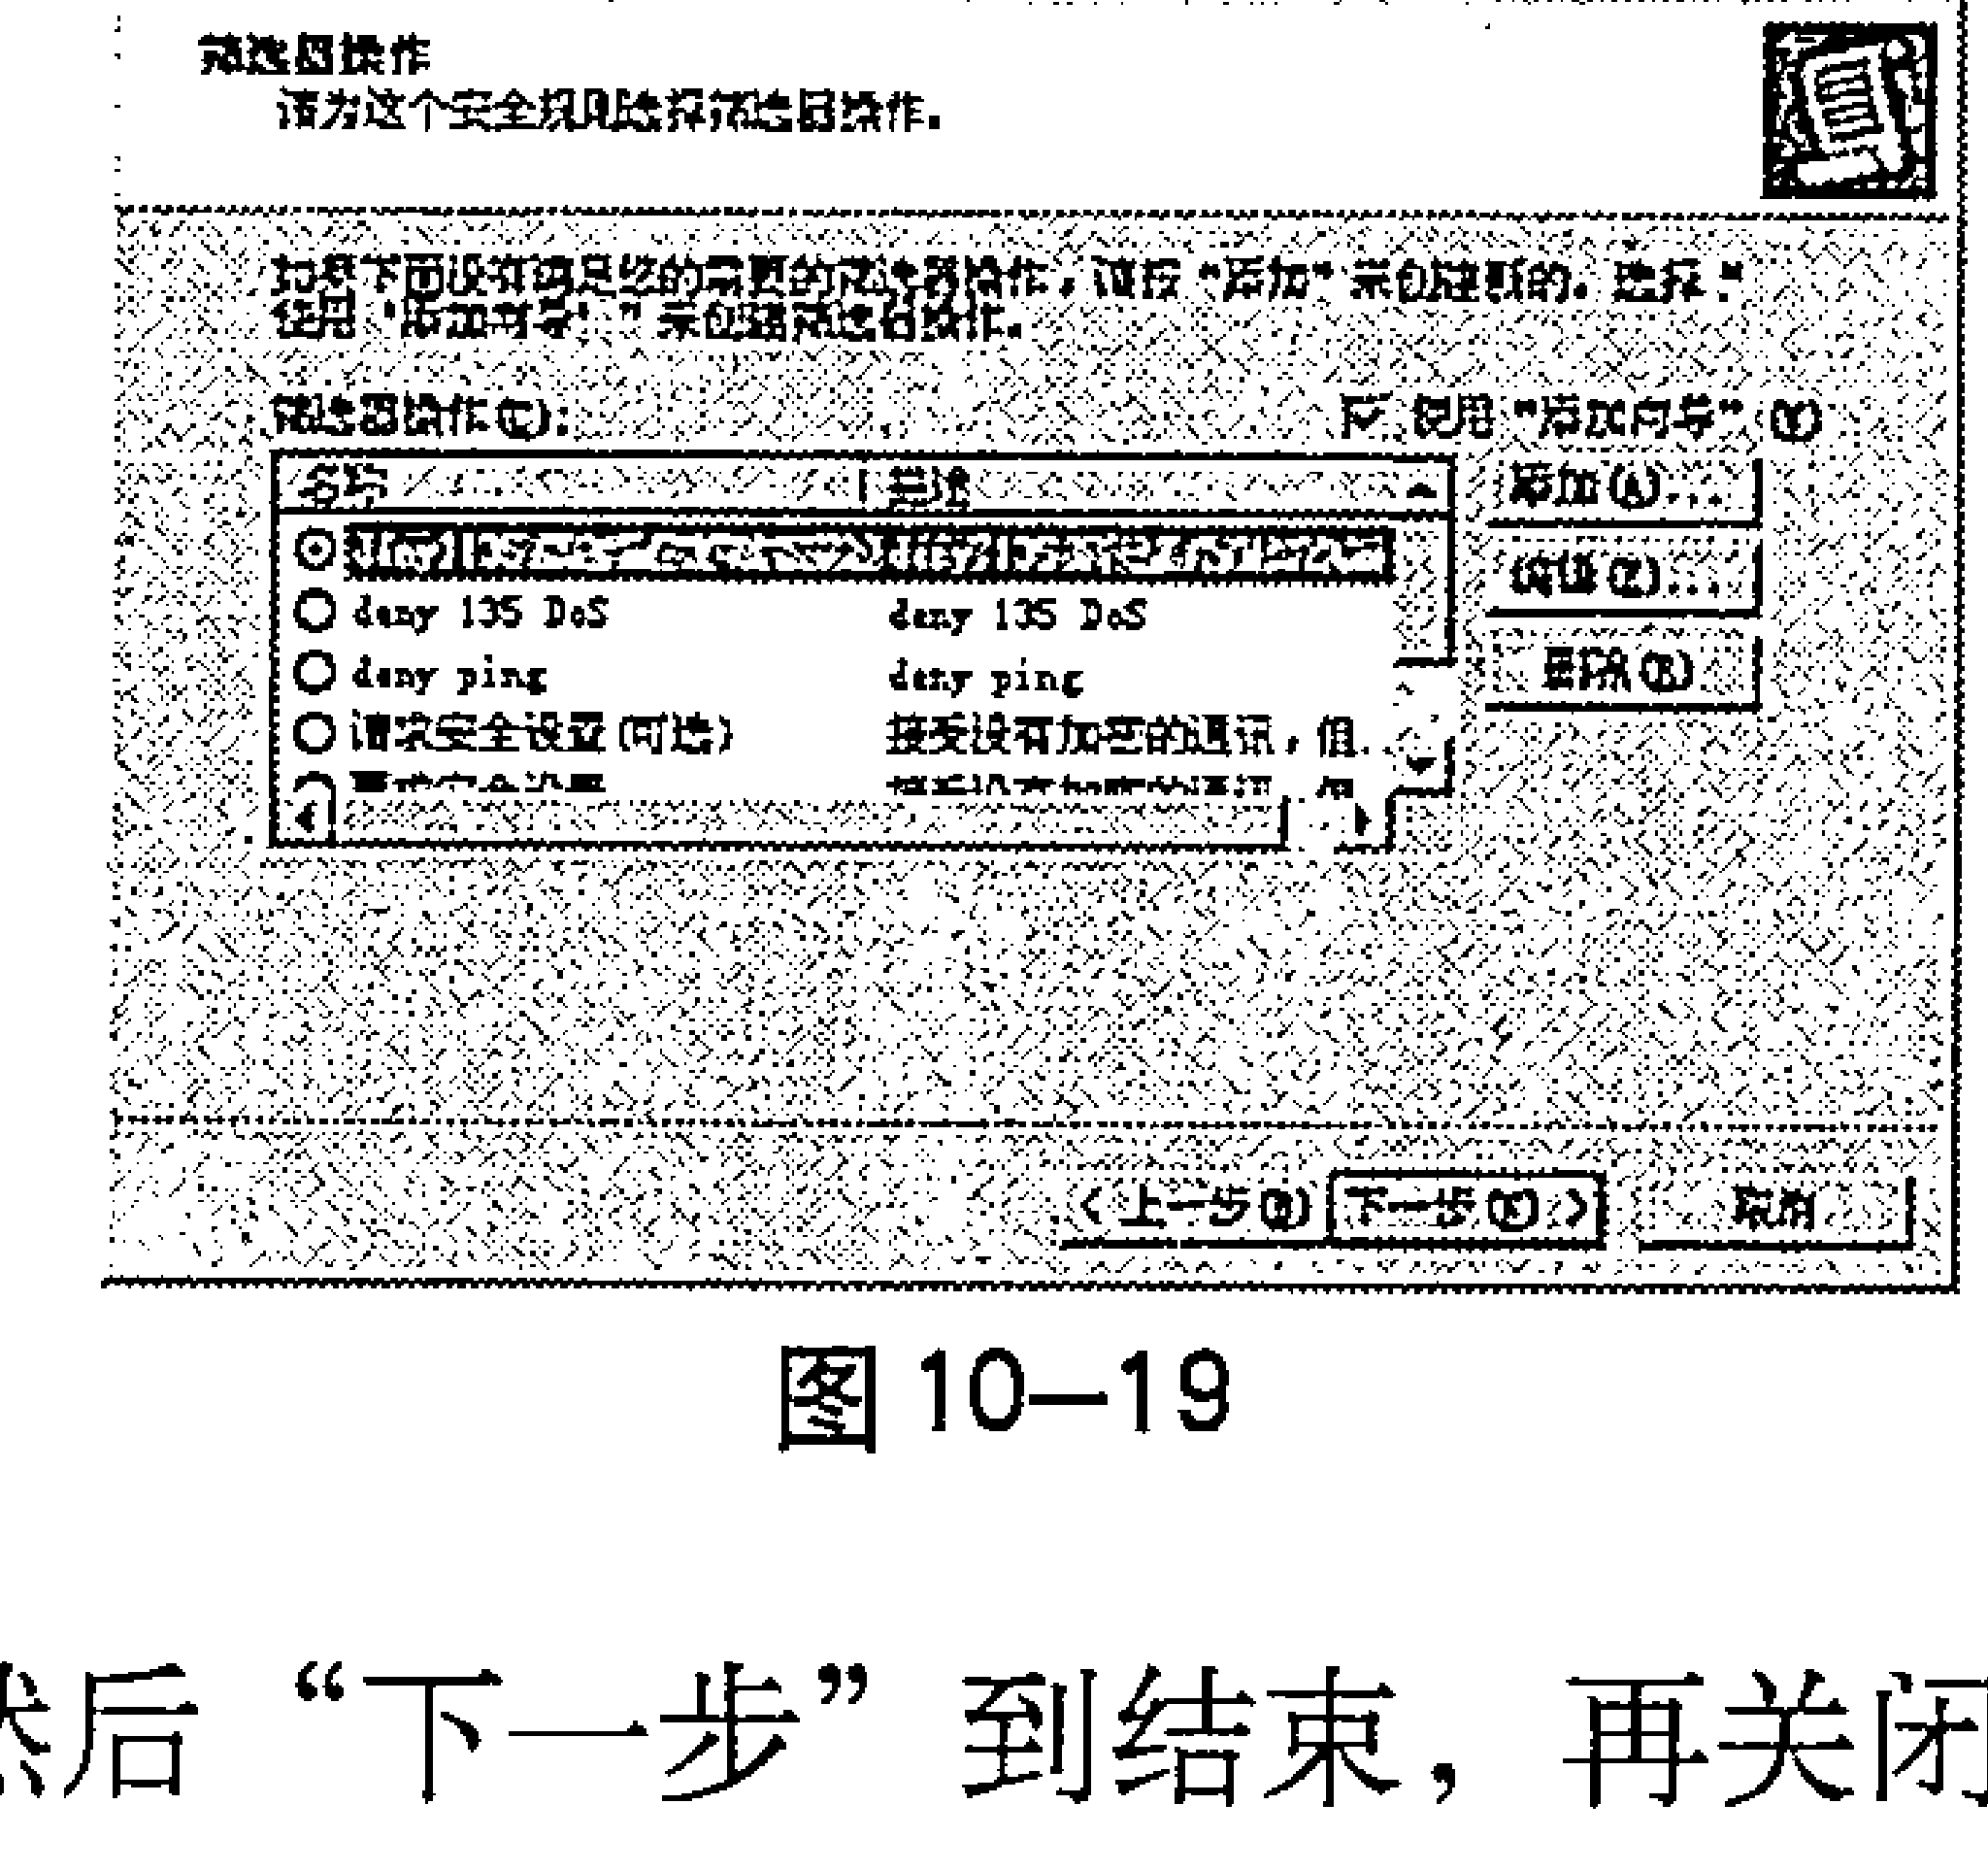 筛选器操作
请为这个安全规则选择筛选器操作。
如果下面没有满足您的需要的筛选器操作，请按“添加”来创建新的。选择“
使用‘添加向导’”来创建筛选器操作。
筛选器操作(C): 使用“添加向导”(W)
名称 描述 添加(A)...
编辑(E)...
deny 135 DoS deny 135 DoS
deny ping deny ping 删除(R)
请求安全设置(可选) 接受没有加密的通讯，但...
< 上一步(B) 下一步(N) > 取消
图 10-19
然后“下一步”到结束，再关闭